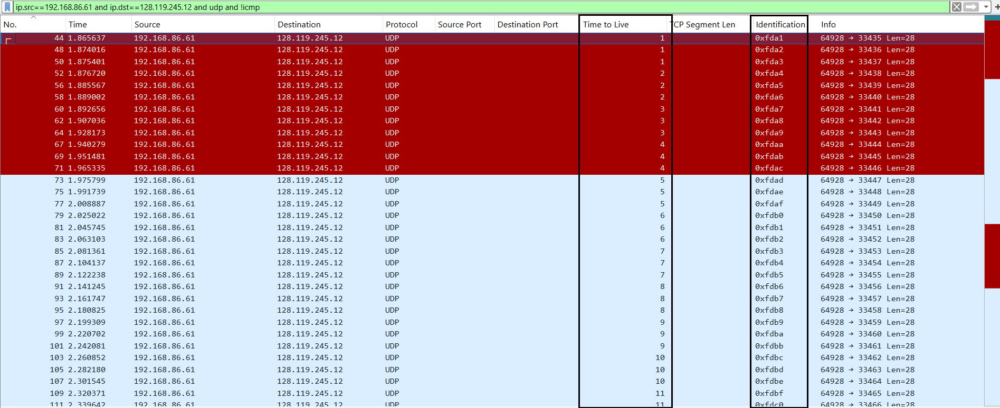 ip.src==192.168.86.61 and ip.dst==128.119.245.12 and udp and !icmp
No. Time Source Destination Protocol Source Port Destination Port Time to Live TCP Segment Len Identification Info
44 1.865637 192.168.86.61 128.119.245.12 UDP 1 0xfda1 64928 → 33435 Len=28
48 1.874016 192.168.86.61 128.119.245.12 UDP 1 0xfda2 64928 → 33436 Len=28
50 1.875401 192.168.86.61 128.119.245.12 UDP 1 0xfda3 64928 → 33437 Len=28
52 1.876720 192.168.86.61 128.119.245.12 UDP 2 0xfda4 64928 → 33438 Len=28
56 1.885567 192.168.86.61 128.119.245.12 UDP 2 0xfda5 64928 → 33439 Len=28
58 1.889002 192.168.86.61 128.119.245.12 UDP 2 0xfda6 64928 → 33440 Len=28
60 1.892656 192.168.86.61 128.119.245.12 UDP 3 0xfda7 64928 → 33441 Len=28
62 1.907036 192.168.86.61 128.119.245.12 UDP 3 0xfda8 64928 → 33442 Len=28
64 1.928173 192.168.86.61 128.119.245.12 UDP 3 0xfda9 64928 → 33443 Len=28
67 1.940279 192.168.86.61 128.119.245.12 UDP 4 0xfdaa 64928 → 33444 Len=28
69 1.951481 192.168.86.61 128.119.245.12 UDP 4 0xfdab 64928 → 33445 Len=28
71 1.965335 192.168.86.61 128.119.245.12 UDP 4 0xfdac 64928 → 33446 Len=28
73 1.975799 192.168.86.61 128.119.245.12 UDP 5 0xfdad 64928 → 33447 Len=28
75 1.991739 192.168.86.61 128.119.245.12 UDP 5 0xfdae 64928 → 33448 Len=28
77 2.008887 192.168.86.61 128.119.245.12 UDP 5 0xfdaf 64928 → 33449 Len=28
79 2.025022 192.168.86.61 128.119.245.12 UDP 6 0xfdb0 64928 → 33450 Len=28
81 2.045745 192.168.86.61 128.119.245.12 UDP 6 0xfdb1 64928 → 33451 Len=28
83 2.063103 192.168.86.61 128.119.245.12 UDP 6 0xfdb2 64928 → 33452 Len=28
85 2.081361 192.168.86.61 128.119.245.12 UDP 7 0xfdb3 64928 → 33453 Len=28
87 2.104137 192.168.86.61 128.119.245.12 UDP 7 0xfdb4 64928 → 33454 Len=28
89 2.122238 192.168.86.61 128.119.245.12 UDP 7 0xfdb5 64928 → 33455 Len=28
91 2.141245 192.168.86.61 128.119.245.12 UDP 8 0xfdb6 64928 → 33456 Len=28
93 2.161747 192.168.86.61 128.119.245.12 UDP 8 0xfdb7 64928 → 33457 Len=28
95 2.180825 192.168.86.61 128.119.245.12 UDP 8 0xfdb8 64928 → 33458 Len=28
97 2.199309 192.168.86.61 128.119.245.12 UDP 9 0xfdb9 64928 → 33459 Len=28
99 2.220702 192.168.86.61 128.119.245.12 UDP 9 0xfdba 64928 → 33460 Len=28
101 2.242081 192.168.86.61 128.119.245.12 UDP 9 0xfdbb 64928 → 33461 Len=28
103 2.260852 192.168.86.61 128.119.245.12 UDP 10 0xfdbc 64928 → 33462 Len=28
105 2.282180 192.168.86.61 128.119.245.12 UDP 10 0xfdbd 64928 → 33463 Len=28
107 2.301545 192.168.86.61 128.119.245.12 UDP 10 0xfdbe 64928 → 33464 Len=28
109 2.320371 192.168.86.61 128.119.245.12 UDP 11 0xfdbf 64928 → 33465 Len=28
111 2.339642 192.168.86.61 128.119.245.12 UDP 11 0xfdc0 64928 → 33466 Len=28